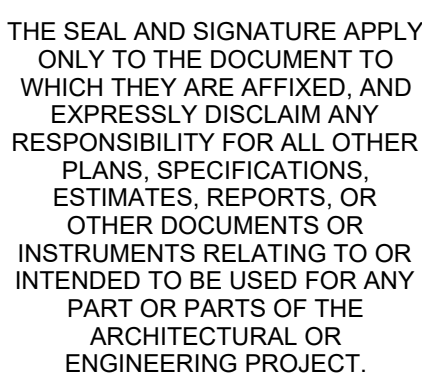 THE SEAL AND SIGNATURE APPLY
ONLY TO THE DOCUMENT TO
WHICH THEY ARE AFFIXED, AND
EXPRESSLY DISCLAIM ANY
RESPONSIBILITY FOR ALL OTHER
PLANS, SPECIFICATIONS,
ESTIMATES, REPORTS, OR
OTHER DOCUMENTS OR
INSTRUMENTS RELATING TO OR
INTENDED TO BE USED FOR ANY
PART OR PARTS OF THE
ARCHITECTURAL OR
ENGINEERING PROJECT.